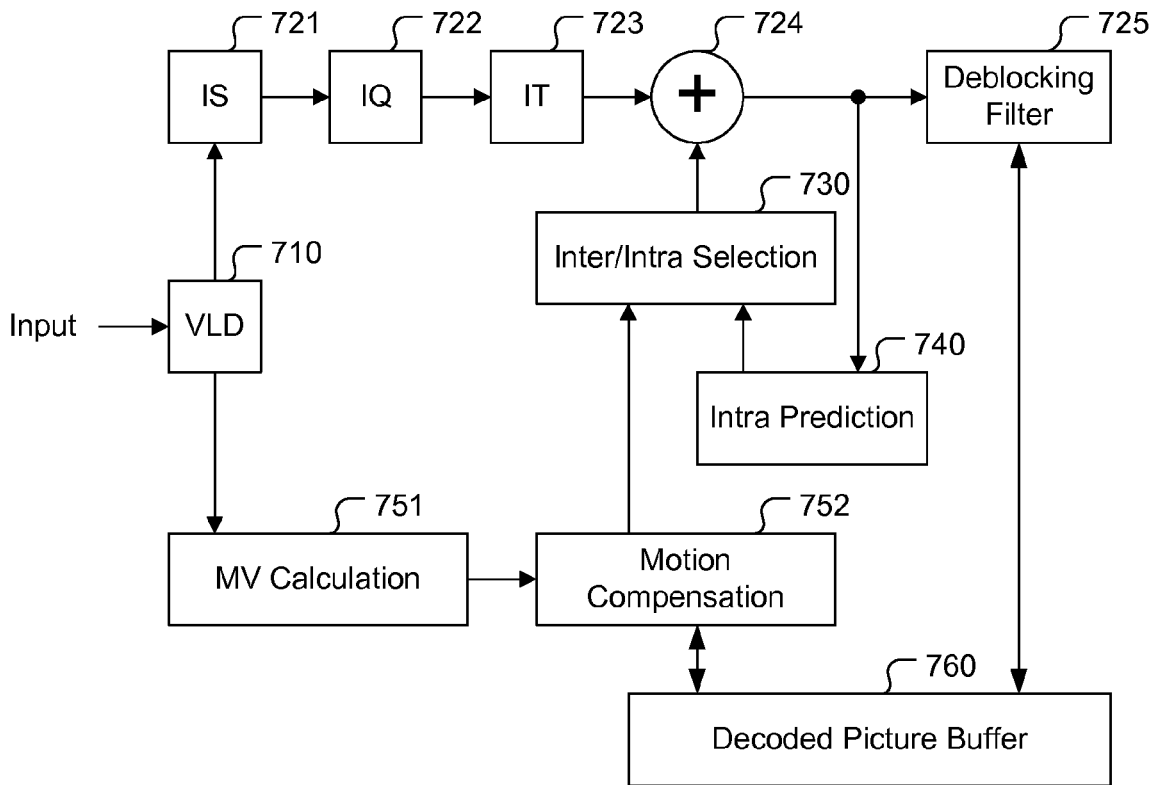 721
722
723
724
725
IS
IQ
IT
+
Deblocking
Filter
730
Inter/Intra Selection
710
Input
VLD
740
Intra Prediction
751
MV Calculation
752
Motion
Compensation
760
Decoded Picture Buffer